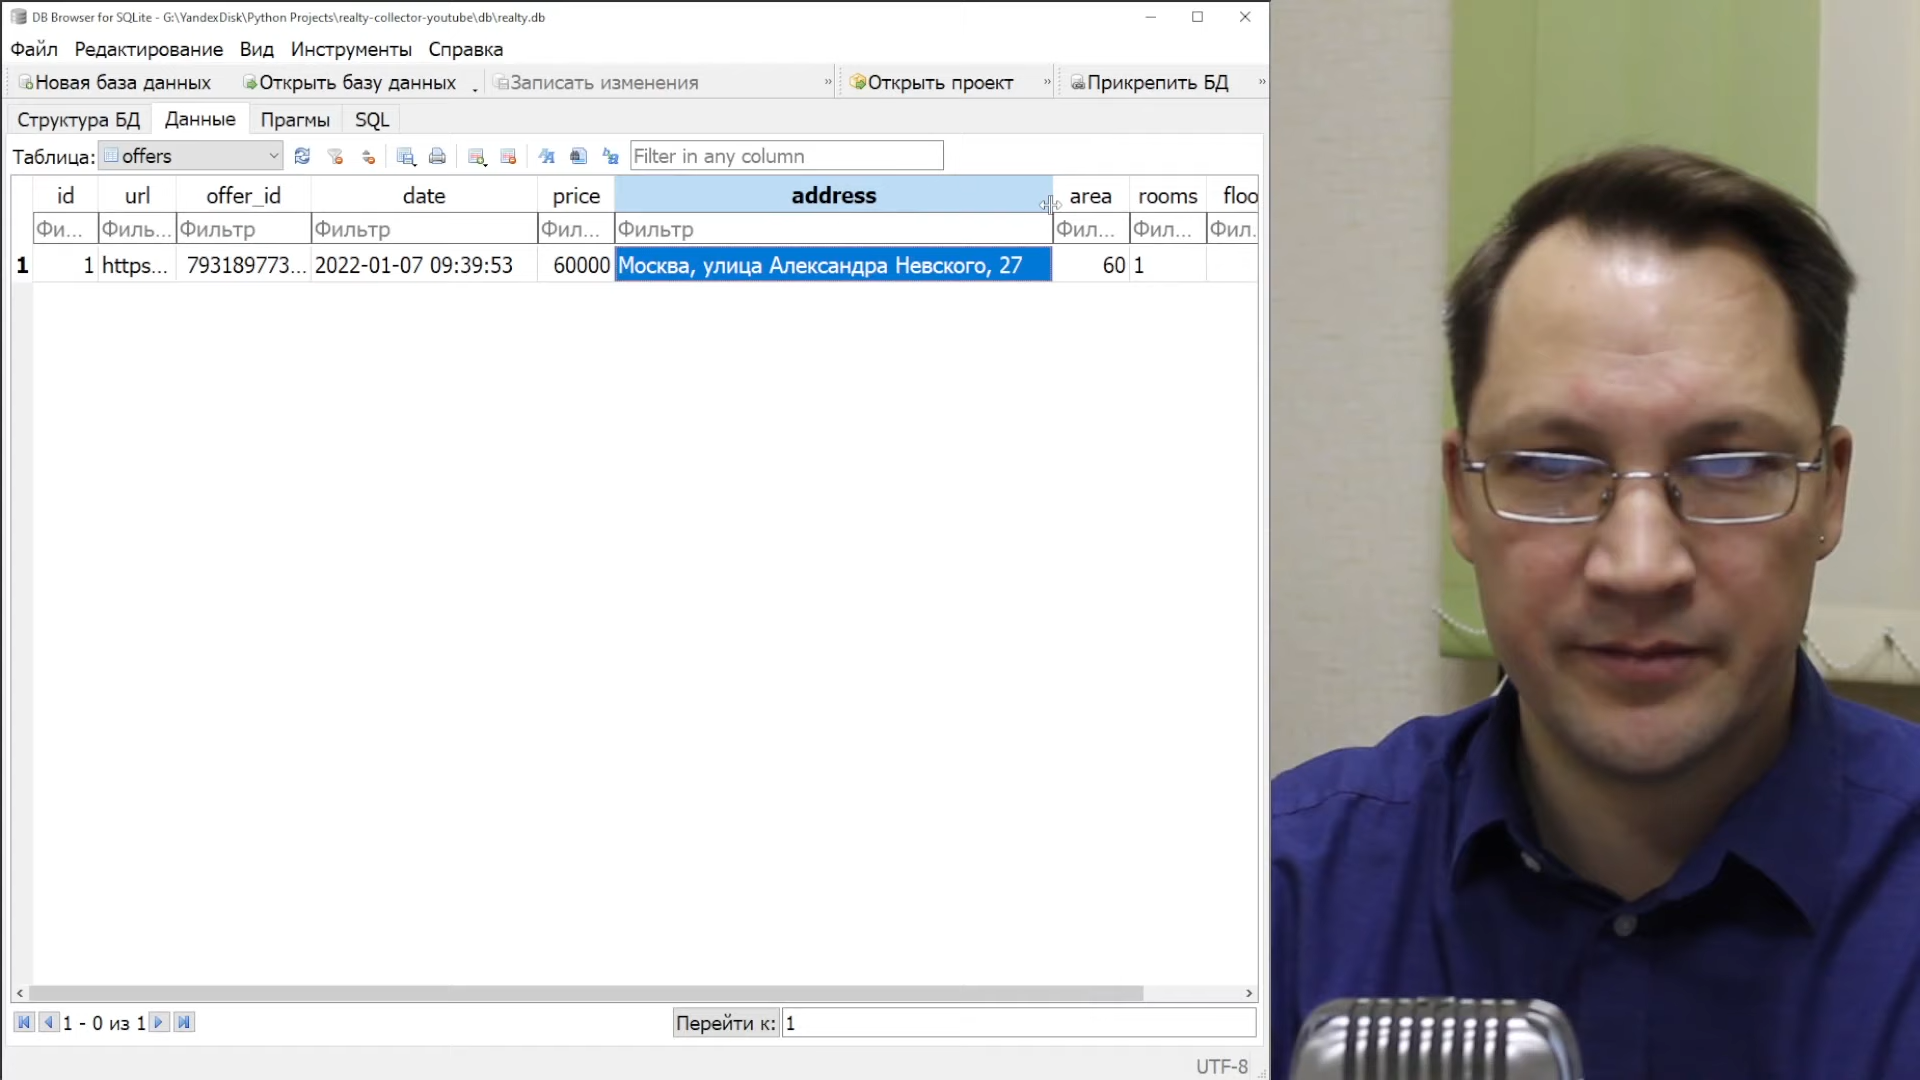 DB Browser for SQLite - G:\YandexDisk\Python Projects\realty-collector-youtube\db\realty.db
Файл Редактирование Вид Инструменты Справка
Новая база данных Открыть базу данных Записать изменения » Открыть проект » Прикрепить БД »
Структура БД Данные Прагмы SQL
Таблица: offers Filter in any column
id url offer_id date price address area rooms floo
Фи... Филь... Фильтр Фильтр Фил... Фильтр Фил... Фил... Фил.
1 1 https... 793189773... 2022-01-07 09:39:53 60000 Москва, улица Александра Невского, 27 60 1
1 - 0 из 1 Перейти к: 1
UTF-8